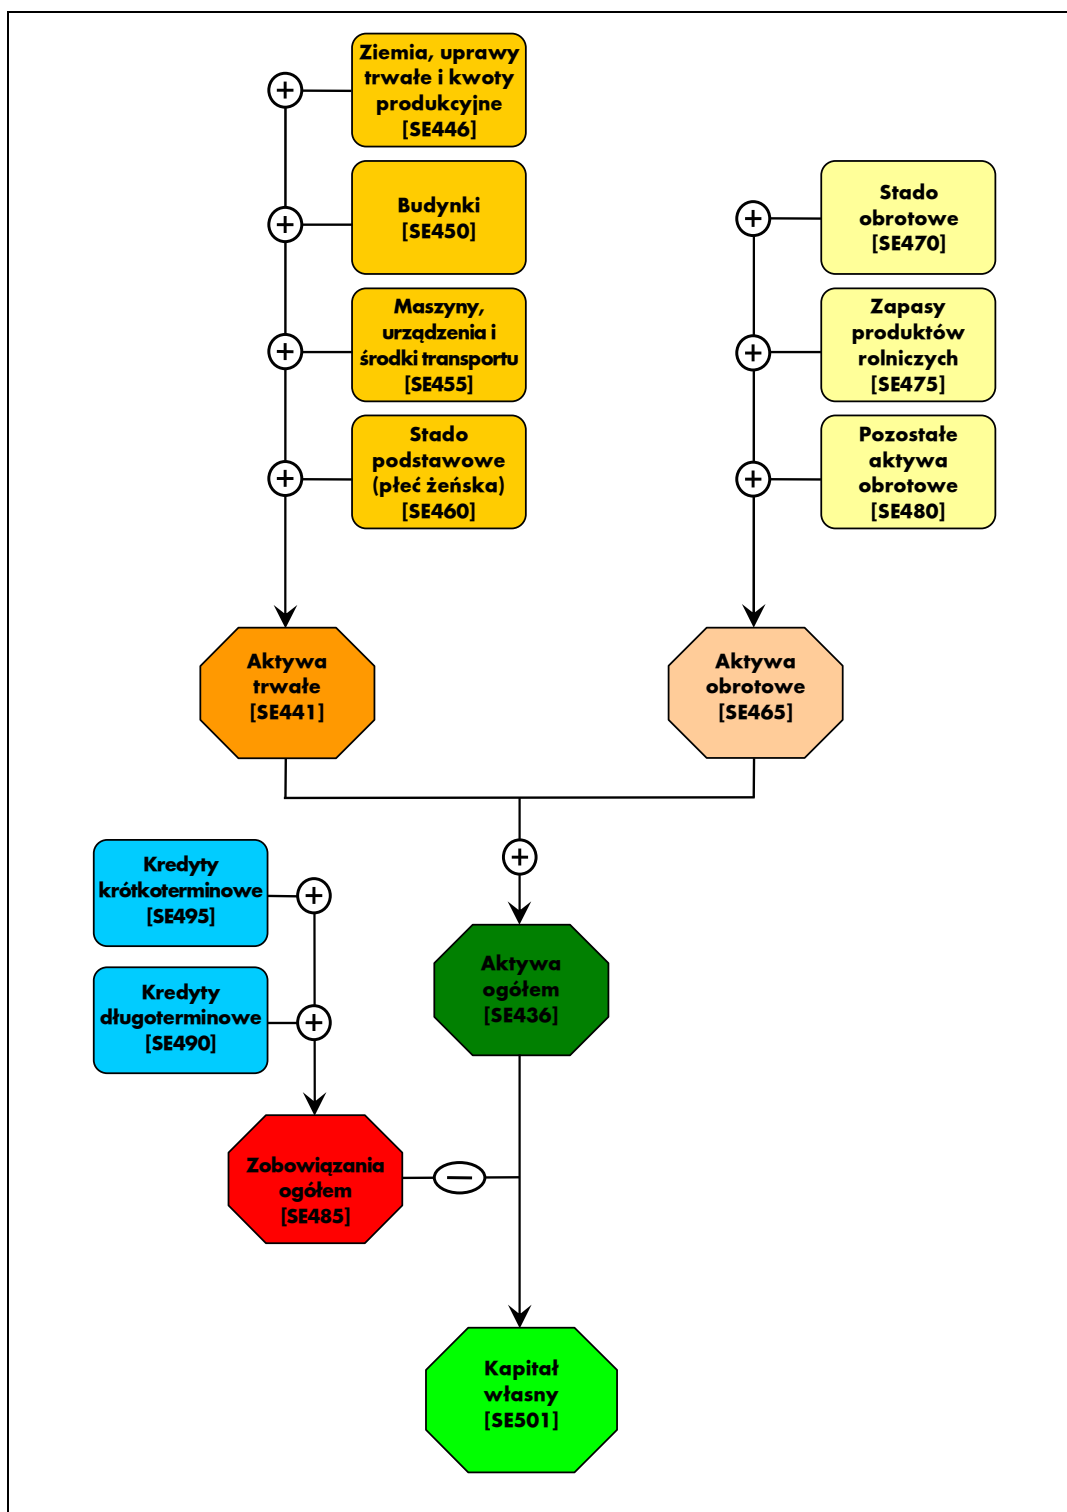 Ziemia, uprawy
trwałe i kwoty
produkcyjne
[SE446]
Budynki
[SE450]
Maszyny,
urządzenia i
środki transportu
[SE455]
Stado
podstawowe
(płeć żeńska)
[SE460]
Stado
obrotowe
[SE470]
Zapasy
produktów
rolniczych
[SE475]
Pozostałe
aktywa
obrotowe
[SE480]
Aktywa
trwałe
[SE441]
Aktywa
obrotowe
[SE465]
Kredyty
krótkoterminowe
[SE495]
Kredyty
długoterminowe
[SE490]
Aktywa
ogółem
[SE436]
Zobowiązania
ogółem
[SE485]
Kapitał
własny
[SE501]